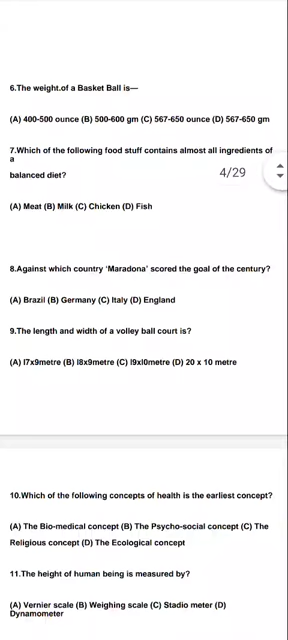 6.The weight.of a Basket Ball is—
(A) 400-500 ounce (B) 500-600 gm (C) 567-650 ounce (D) 567-650 gm
7.Which of the following food stuff contains almost all ingredients of
a
balanced diet?
4/29
(A) Meat (B) Milk (C) Chicken (D) Fish
8.Against which country ‘Maradona’ scored the goal of the century?
(A) Brazil (B) Germany (C) Italy (D) England
9.The length and width of a volley ball court is?
(A) I7x9metre (B) I8x9metre (C) I9xI0metre (D) 20 x 10 metre
10.Which of the following concepts of health is the earliest concept?
(A) The Bio-medical concept (B) The Psycho-social concept (C) The
Religious concept (D) The Ecological concept
11.The height of human being is measured by?
(A) Vernier scale (B) Weighing scale (C) Stadio meter (D)
Dynamometer